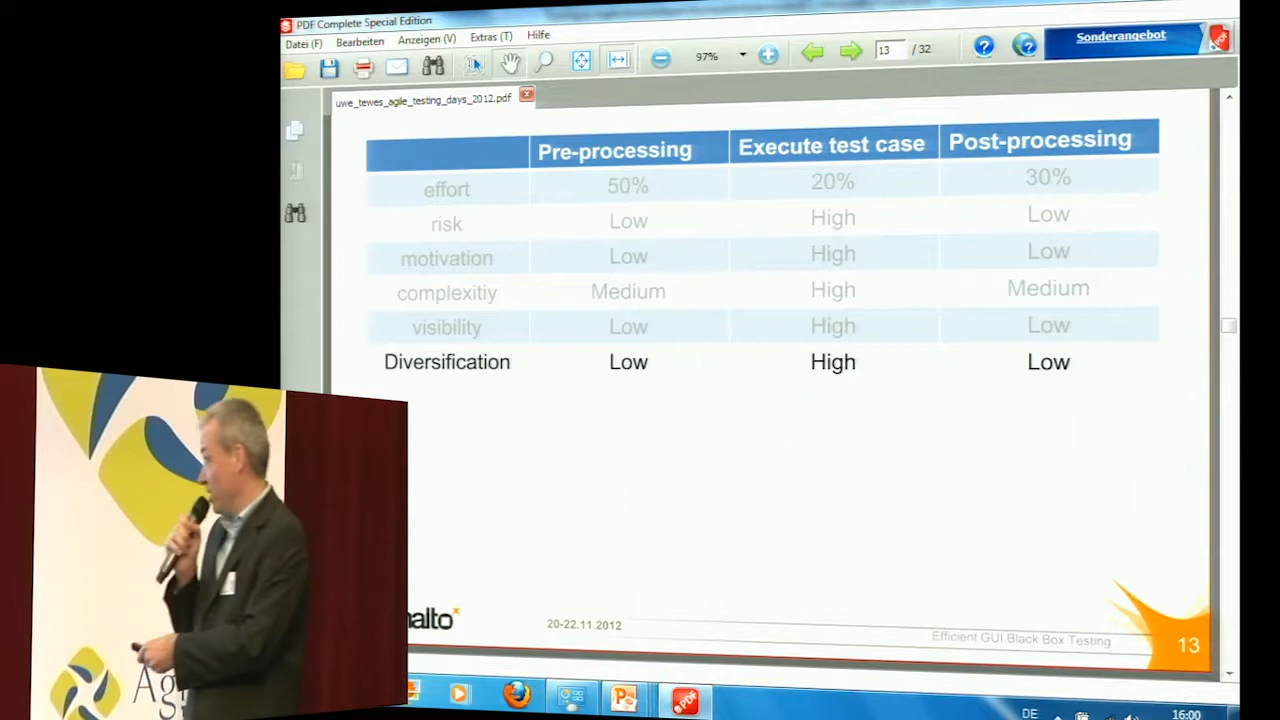 PDF Complete Special Edition
Datei (F) Bearbeiten Anzeigen (V) Extras (T) Hilfe
97% 13 / 32 Sonderangebot
uwe_tewes_agile_testing_days_2012.pdf
Pre-processing Execute test case Post-processing
effort 50% 20% 30%
risk Low High Low
motivation Low High Low
complexitiy Medium High Medium
visibility Low High Low
Diversification Low High Low
malto 20-22.11.2012 Efficient GUI Black Box Testing 13
Ag
DE 16:00